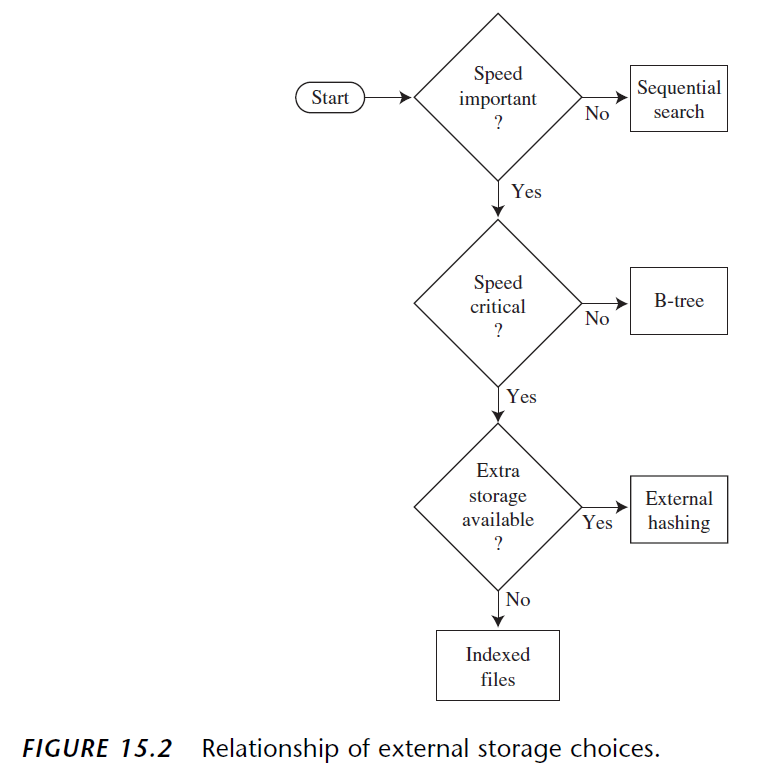 Start
Speed
important
?
No
Sequential
search
Yes
Speed
critical
?
No
B-tree
Yes
Extra
storage
available
?
Yes
External
hashing
No
Indexed
files
FIGURE 15.2 Relationship of external storage choices.